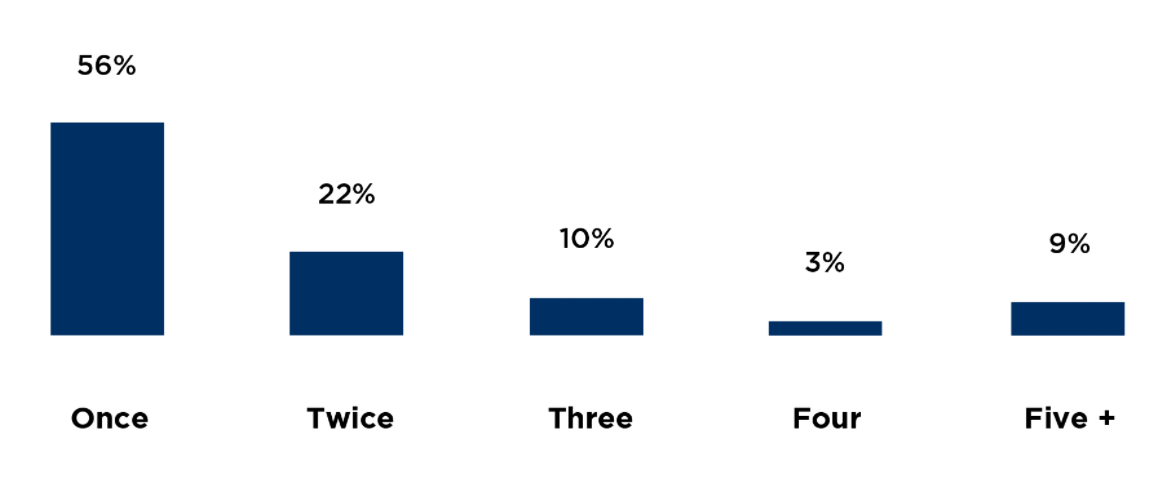 56%
22%
10%
3%
9%
Once
Twice
Three
Four
Five +